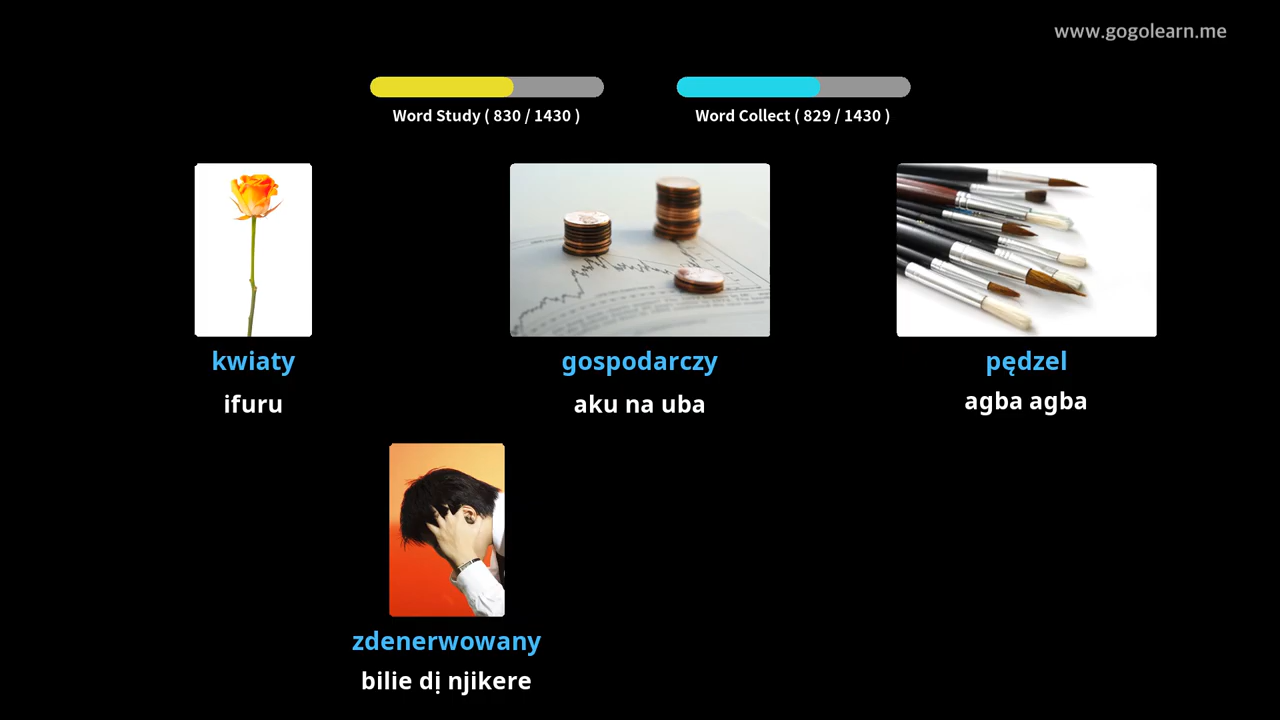 www.gogolearn.me
Word Study ( 830 / 1430 )
Word Collect ( 829 / 1430 )
kwiaty
ifuru
gospodarczy
aku na uba
pędzel
agba agba
zdenerwowany
bilie dị njikere